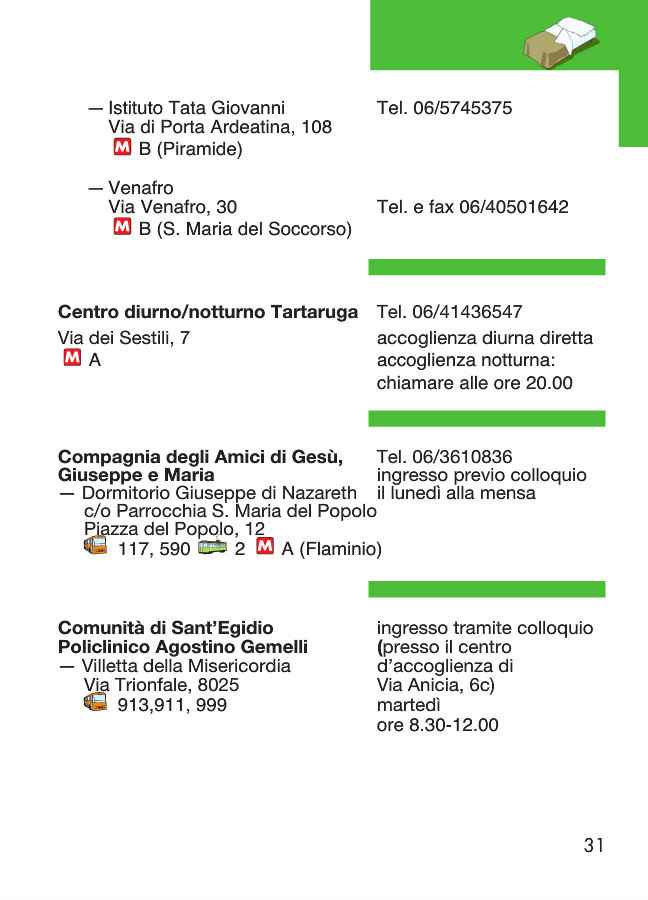 — Istituto Tata Giovanni Tel. 06/5745375
Via di Porta Ardeatina, 108
M B (Piramide)
— Venafro
Via Venafro, 30 Tel. e fax 06/40501642
M B (S. Maria del Soccorso)
Centro diurno/notturno Tartaruga Tel. 06/41436547
Via dei Sestili, 7 accoglienza diurna diretta
M A accoglienza notturna:
chiamare alle ore 20.00
Compagnia degli Amici di Gesù, Tel. 06/3610836
Giuseppe e Maria ingresso previo colloquio
— Dormitorio Giuseppe di Nazareth il lunedì alla mensa
c/o Parrocchia S. Maria del Popolo
Piazza del Popolo, 12
117, 590 2 M A (Flaminio)
Comunità di Sant'Egidio ingresso tramite colloquio
Policlinico Agostino Gemelli (presso il centro
— Villetta della Misericordia d'accoglienza di
Via Trionfale, 8025 Via Anicia, 6c)
913,911, 999 martedì
ore 8.30-12.00
31